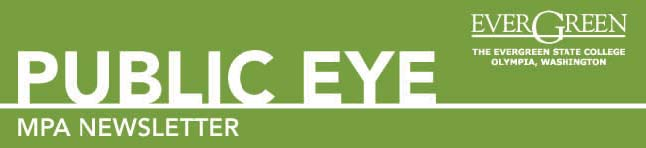 EVERGREEN
THE EVERGREEN STATE COLLEGE
OLYMPIA, WASHINGTON
PUBLIC EYE
MPA NEWSLETTER